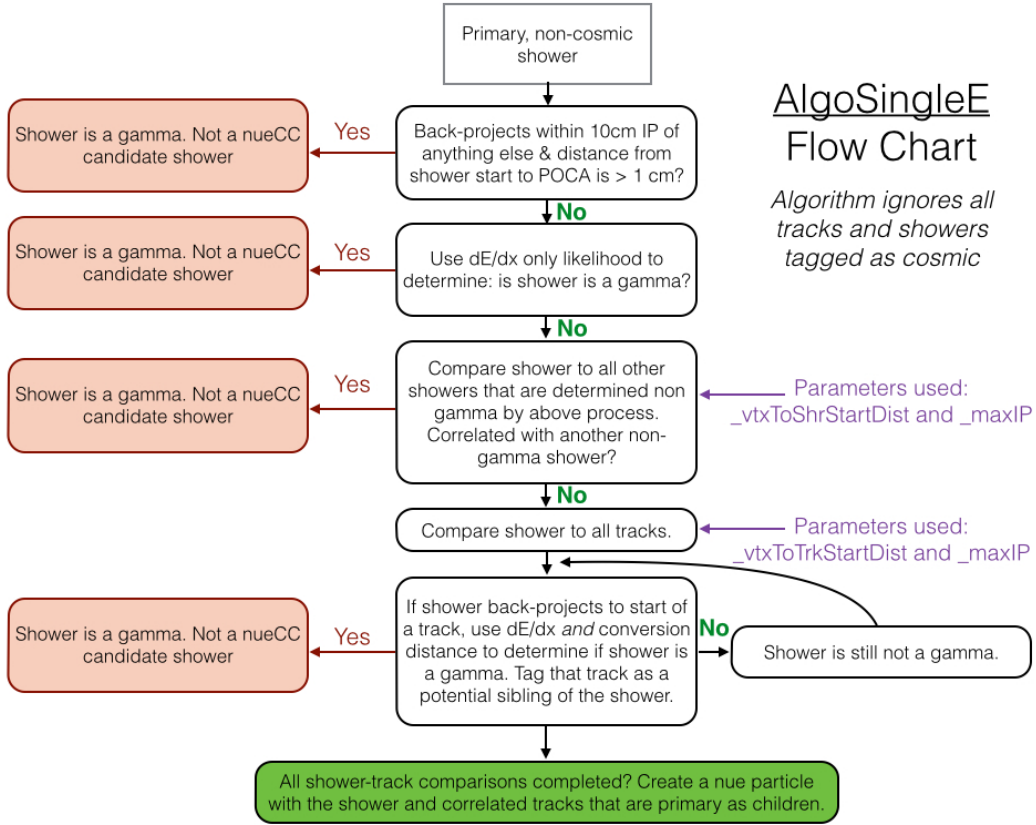 Primary, non-cosmic
shower
AlgoSingleE
Flow Chart
Algorithm ignores all
tracks and showers
tagged as cosmic
Back-projects within 10cm IP of
anything else & distance from
shower start to POCA is > 1 cm?
Yes
Shower is a gamma. Not a nueCC
candidate shower
No
Use dE/dx only likelihood to
determine: is shower is a gamma?
Yes
Shower is a gamma. Not a nueCC
candidate shower
No
Compare shower to all other
showers that are determined non
gamma by above process.
Correlated with another non-
gamma shower?
Yes
Shower is a gamma. Not a nueCC
candidate shower
Parameters used:
_vtxToShrStartDist and _maxIP
No
Compare shower to all tracks.
Parameters used:
_vtxToTrkStartDist and _maxIP
If shower back-projects to start of
a track, use dE/dx and conversion
distance to determine if shower is
a gamma. Tag that track as a
potential sibling of the shower.
Yes
Shower is a gamma. Not a nueCC
candidate shower
No
Shower is still not a gamma.
All shower-track comparisons completed? Create a nue particle
with the shower and correlated tracks that are primary as children.